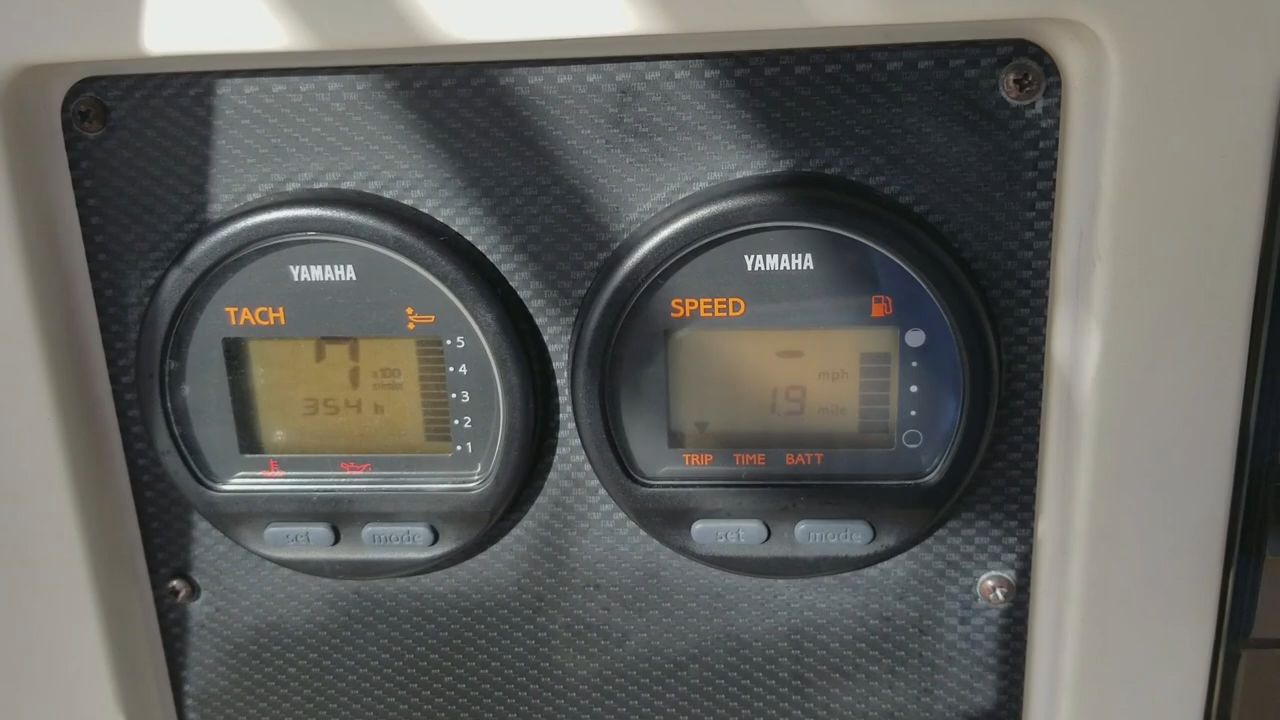 YAMAHA
TACH
5
4
3
2
1
x100
r/min
354 h
set
mode
YAMAHA
SPEED
-
mph
1.9 mile
TRIP TIME BATT
set
mode